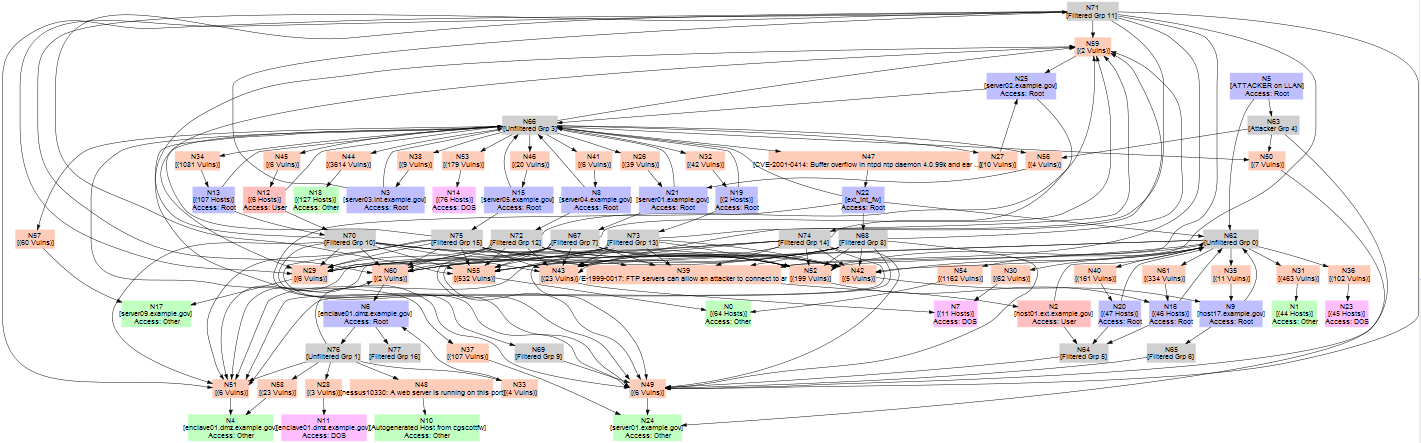 N71
[Filtered Grp 11]
N59
[(2 Vulns)]
N25
[server02.example.gov]
Access: Root
N5
[ATTACKER on LLAN]
Access: Root
N66
[Unfiltered Grp 3]
N63
[Attacker Grp 4]
N34
[(1081 Vulns)]
N45
[(6 Vulns)]
N44
[(3614 Vulns)]
N38
[(9 Vulns)]
N53
[(179 Vulns)]
N46
[(20 Vulns)]
N41
[(6 Vulns)]
N26
[(39 Vulns)]
N32
[(42 Vulns)]
N47
[CVE-2001-0414: Buffer overflow in ntpd ntp daemon 4.0.99k and ear ...
N27
[(10 Vulns)]
N56
[(4 Vulns)]
N50
[(7 Vulns)]
N13
[(107 Hosts)]
Access: Root
N12
[(6 Hosts)]
Access: User
N18
[(127 Hosts)]
Access: Other
N3
[server03.int.example.gov]
Access: Root
N14
[(76 Hosts)]
Access: DOS
N15
[server05.example.gov]
Access: Root
N8
[server04.example.gov]
Access: Root
N21
[server01.example.gov]
Access: Root
N19
[(2 Hosts)]
Access: Root
N22
[ext_int_fw]
Access: Root
N57
[(60 Vulns)]
N70
[Filtered Grp 10]
N75
[Filtered Grp 15]
N72
[Filtered Grp 12]
N67
[Filtered Grp 7]
N73
[Filtered Grp 13]
N74
[Filtered Grp 14]
N68
[Filtered Grp 8]
N62
[Unfiltered Grp 0]
N29
[(6 Vulns)]
N60
[(2 Vulns)]
N55
[(532 Vulns)]
N43
[(23 Vulns)]
N39
E-1999-0017: FTP servers can allow an attacker to connect to ar
N52
[(199 Vulns)]
N42
[(5 Vulns)]
N54
[(1162 Vulns)]
N30
[(62 Vulns)]
N40
[(161 Vulns)]
N61
[(334 Vulns)]
N35
[(11 Vulns)]
N31
[(463 Vulns)]
N36
[(102 Vulns)]
N17
[server09.example.gov]
Access: Other
N6
[enclave01.dmz.example.gov]
Access: Root
N0
[(64 Hosts)]
Access: Other
N7
[(11 Hosts)]
Access: DOS
N2
[host01.ext.example.gov]
Access: User
N20
[(47 Hosts)]
Access: Root
N16
[(46 Hosts)]
Access: Root
N9
[host17.example.gov]
Access: Root
N1
[(44 Hosts)]
Access: Other
N23
[(45 Hosts)]
Access: DOS
N76
[Unfiltered Grp 1]
N77
[Filtered Grp 16]
N37
[(107 Vulns)]
N69
[Filtered Grp 9]
N64
[Filtered Grp 5]
N65
[Filtered Grp 6]
N51
[(6 Vulns)]
N58
[(23 Vulns)]
N28
[(3 Vulns)]
N48
[nessus10330: A web server is running on this port]
N33
[(4 Vulns)]
N49
[(6 Vulns)]
N4
[enclave01.dmz.example.gov]
Access: Other
N11
[enclave01.dmz.example.gov]
Access: DOS
N10
[Autogenerated Host from cgscottfw]
Access: Other
N24
[server01.example.gov]
Access: Other